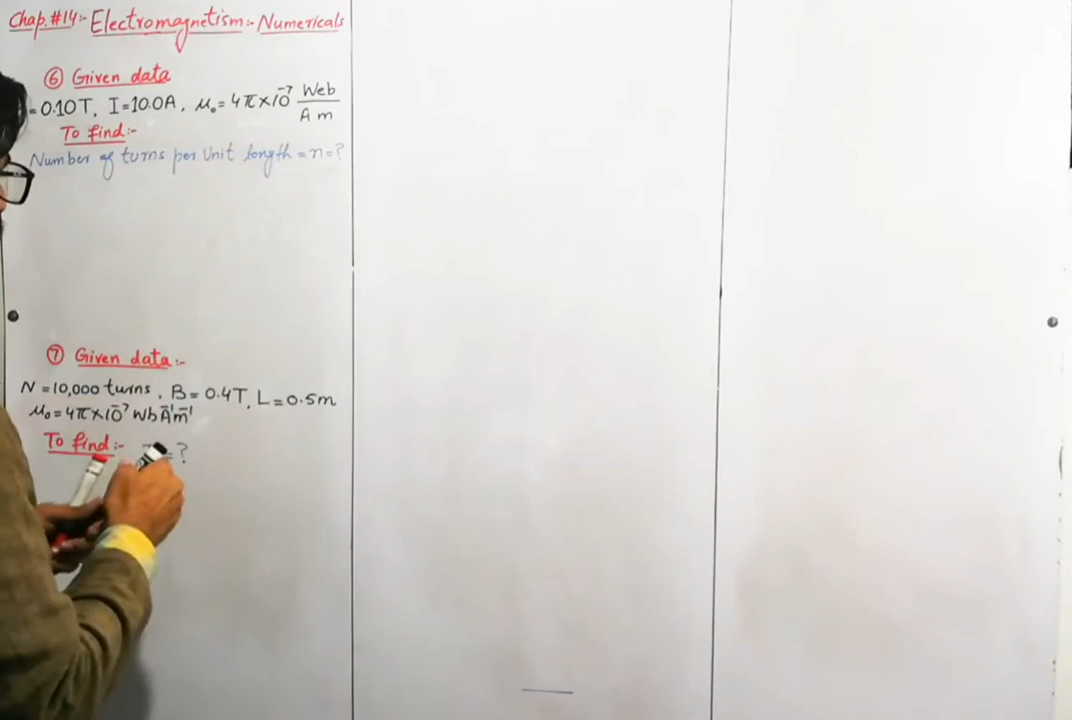 Chap.#14:- Electromagnetism:- Numericals
⑥ Given data
=0.10T, I=10.0A, μ₀=4π×10⁻⁷ Web/A m
To find:-
Number of turns per Unit length = n = ?
⑦ Given data:-
N = 10,000 turns, B = 0.4T, L = 0.5m
μ₀=4π×10⁻⁷ Wb A⁻¹ m⁻¹
To find:- = ?